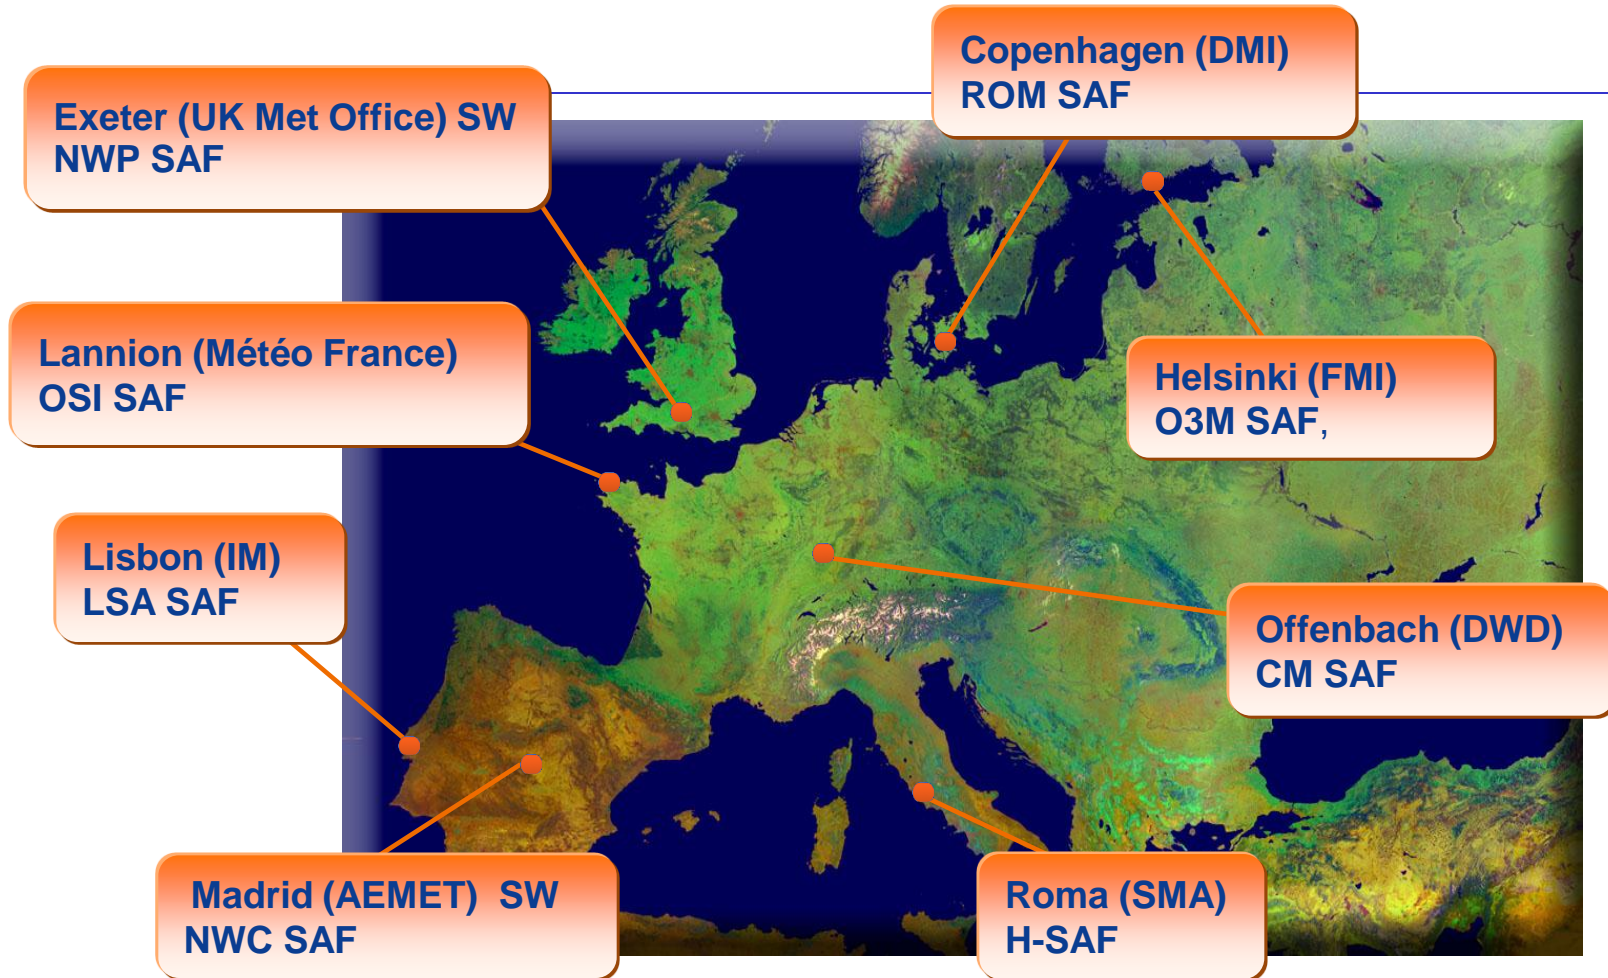 Copenhagen (DMI)
ROM SAF
Exeter (UK Met Office) SW
NWP SAF
Lannion (Météo France)
OSI SAF
Helsinki (FMI)
O3M SAF,
Lisbon (IM)
LSA SAF
Offenbach (DWD)
CM SAF
Madrid (AEMET) SW
NWC SAF
Roma (SMA)
H-SAF